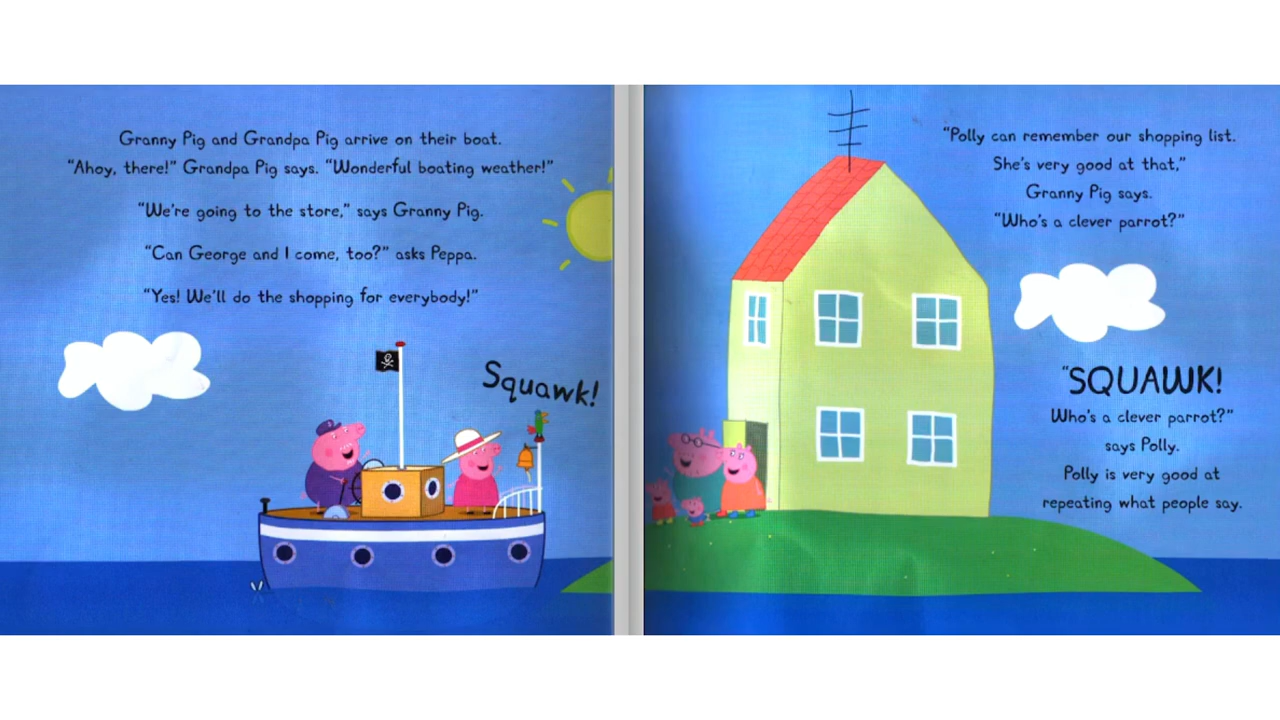 Granny Pig and Grandpa Pig arrive on their boat.
“Ahoy, there!” Grandpa Pig says. “Wonderful boating weather!”
“We’re going to the store,” says Granny Pig.
“Can George and I come, too?” asks Peppa.
“Yes! We’ll do the shopping for everybody!”
Squawk!
“Polly can remember our shopping list.
She’s very good at that,”
Granny Pig says.
“Who’s a clever parrot?”
“SQUAWK!
Who’s a clever parrot?”
says Polly.
Polly is very good at
repeating what people say.